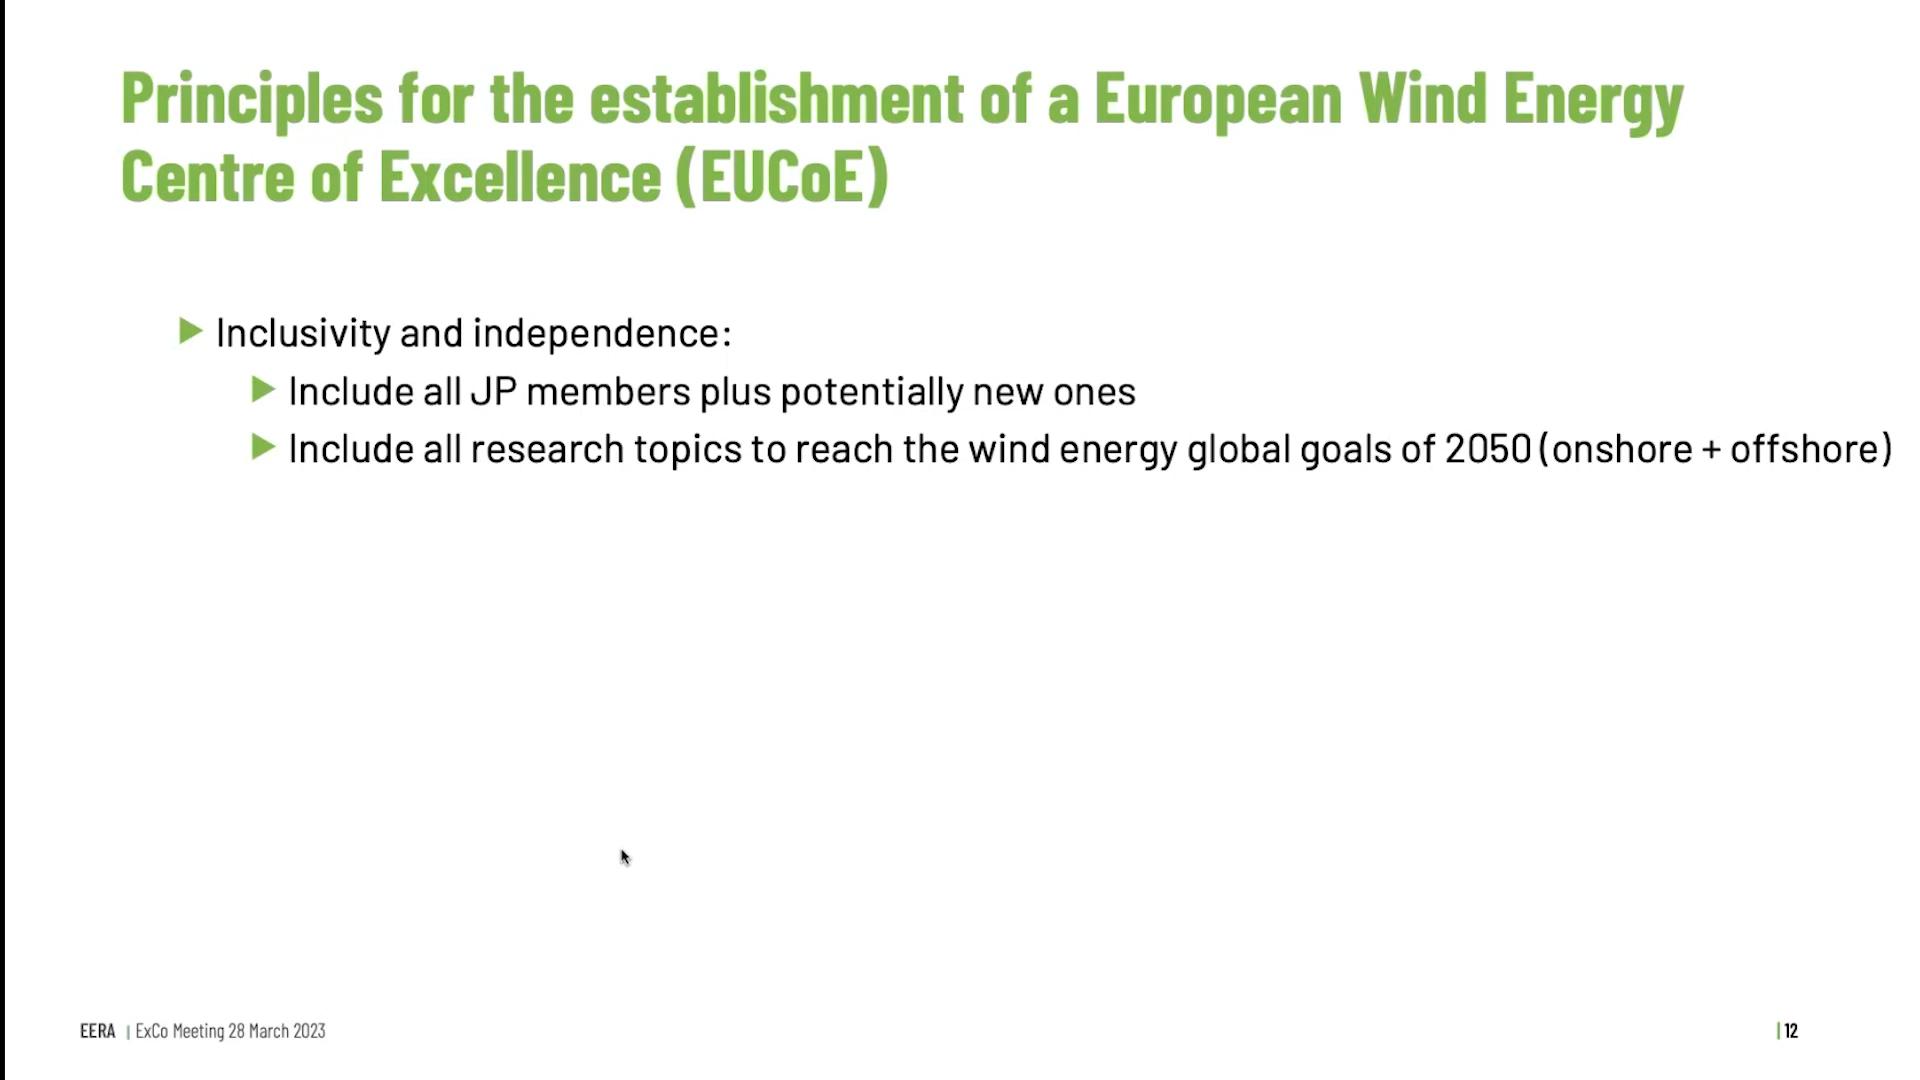 Principles for the establishment of a European Wind Energy
Centre of Excellence (EUCoE)
Inclusivity and independence:
Include all JP members plus potentially new ones
Include all research topics to reach the wind energy global goals of 2050 (onshore + offshore)
EERA | ExCo Meeting 28 March 2023
| 12